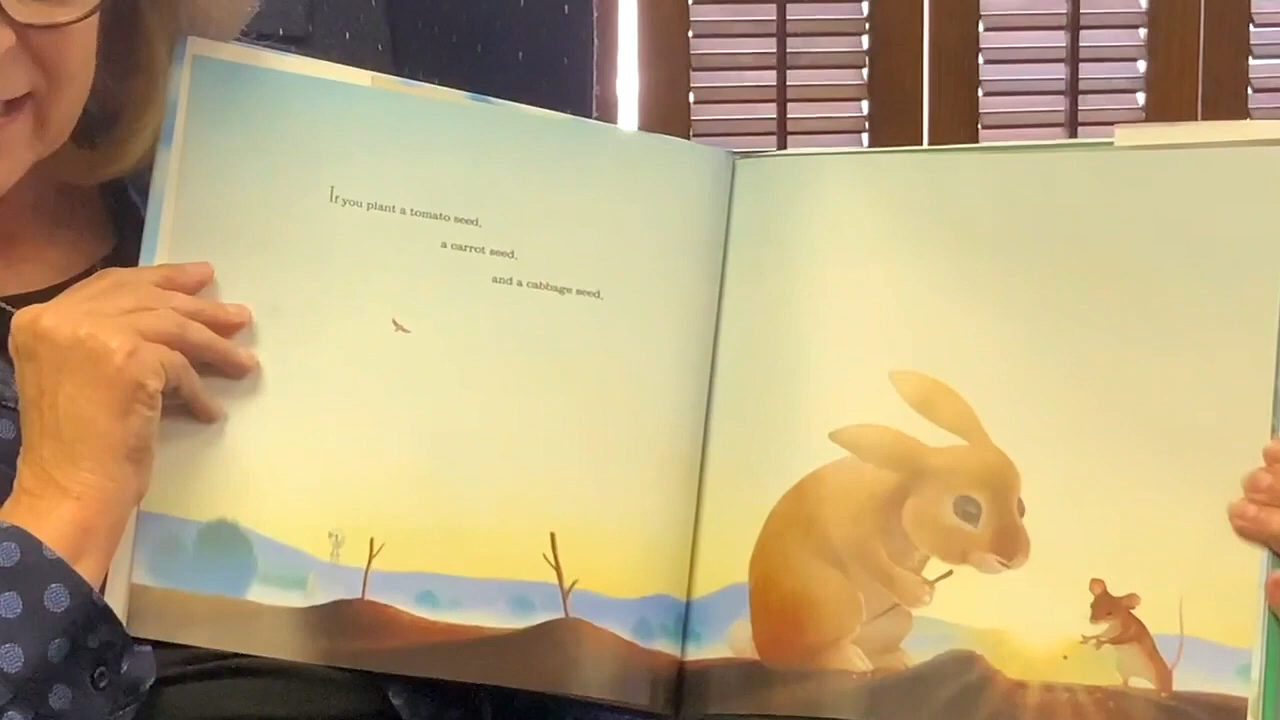 If you plant a tomato seed,
a carrot seed,
and a cabbage seed,